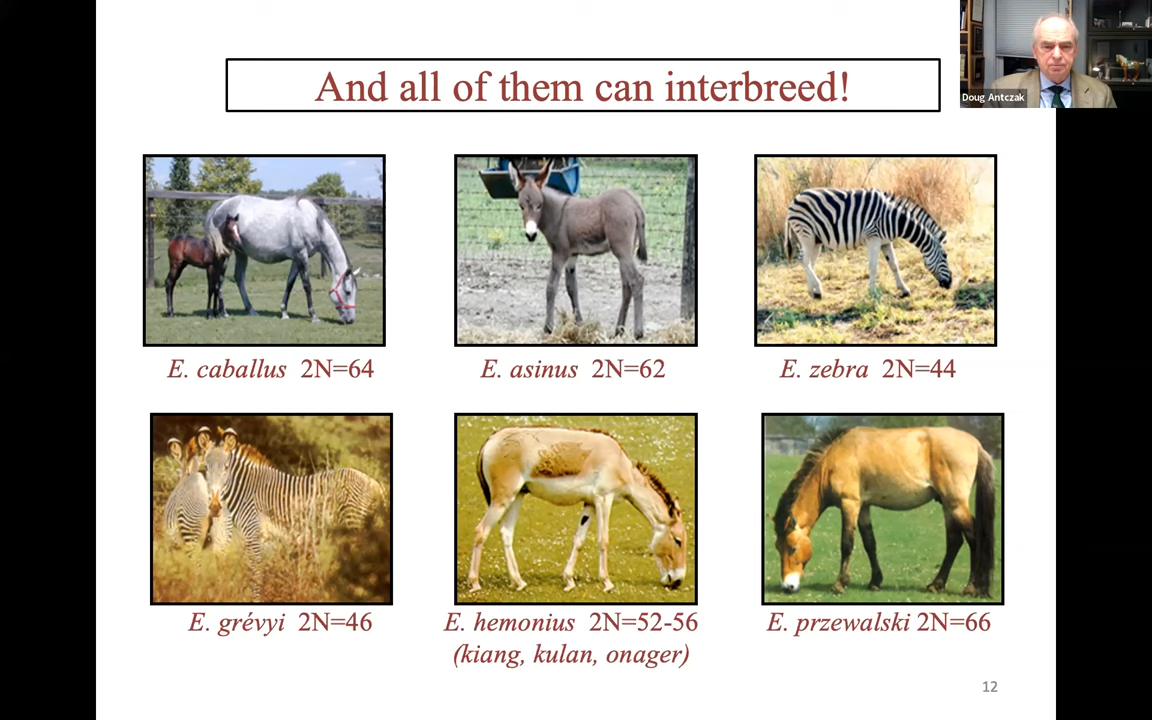 And all of them can interbreed!
Doug Antczak
E. caballus 2N=64
E. asinus 2N=62
E. zebra 2N=44
E. grévyi 2N=46
E. hemonius 2N=52-56
(kiang, kulan, onager)
E. przewalski 2N=66
12